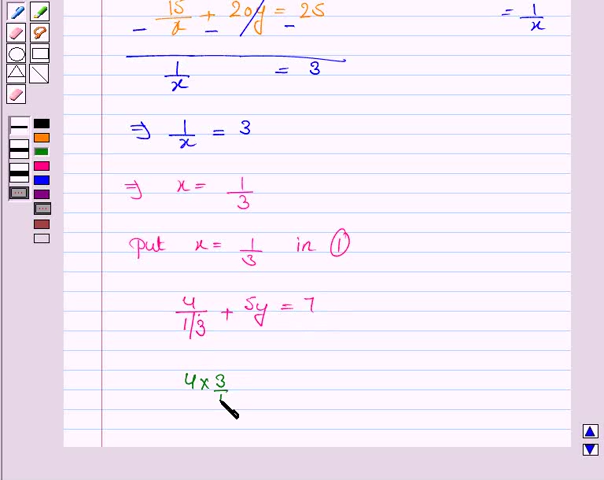 15/x + 20y = 25
= 1/x
− − −
1/x = 3
⇒ 1/x = 3
⇒ x = 1/3
put x = 1/3 in ①
4/1/3 + 5y = 7
4 × 3/1